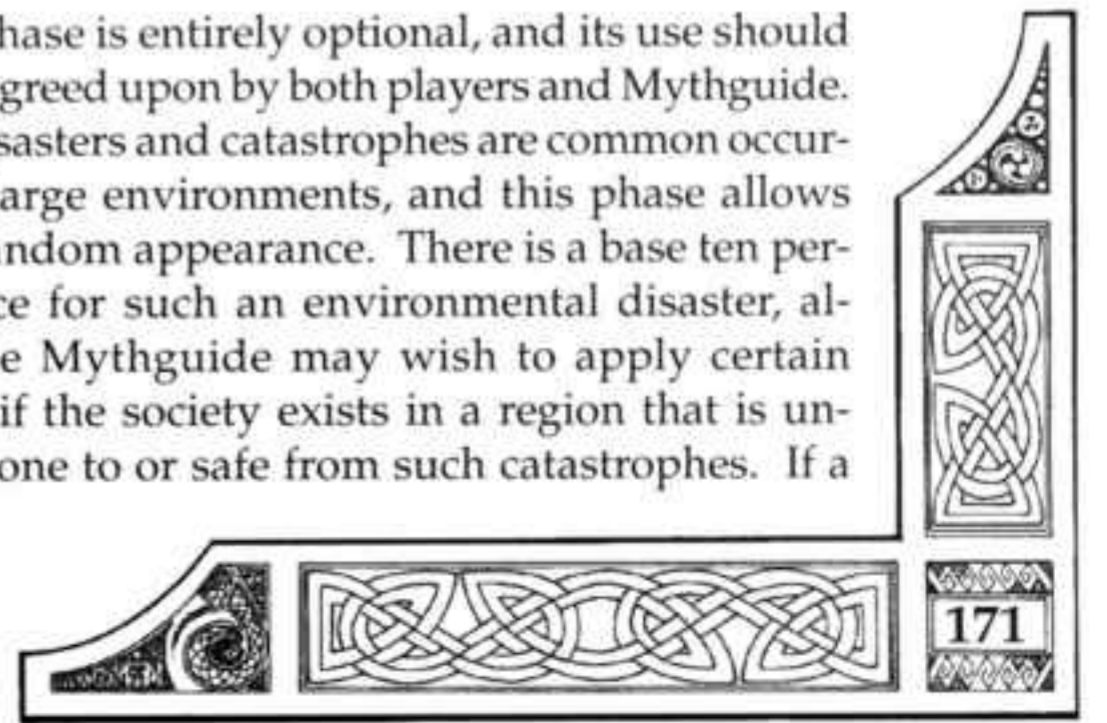 hase is entirely optional, and its use should
greed upon by both players and Mythguide.
sasters and catastrophes are common occur-
arge environments, and this phase allows
ndom appearance. There is a base ten per-
ce for such an environmental disaster, al-
e Mythguide may wish to apply certain
if the society exists in a region that is un-
one to or safe from such catastrophes. If a
171